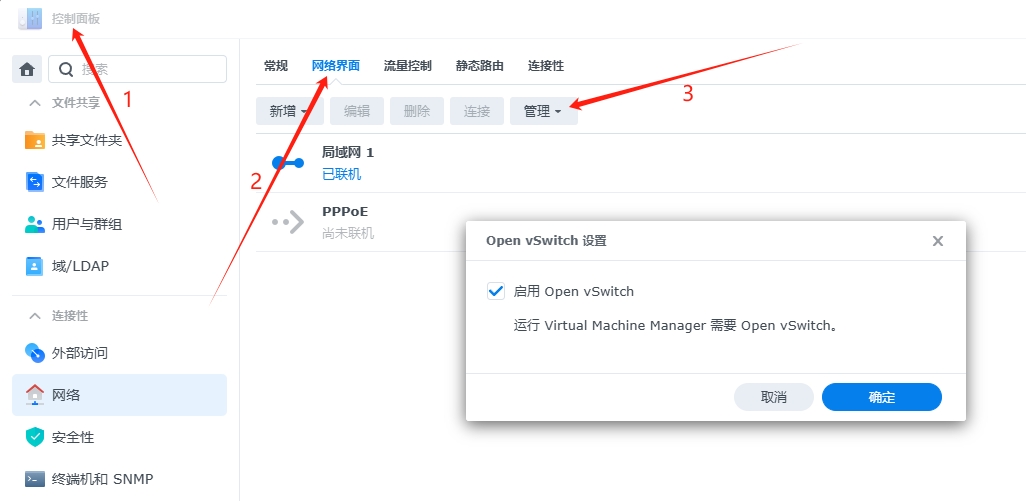 控制面板
搜索
文件共享
共享文件夹
文件服务
用户与群组
域/LDAP
连接性
外部访问
网络
安全性
终端机和 SNMP
1
2
3
常规 网络界面 流量控制 静态路由 连接性
新增 编辑 删除 连接 管理
局域网 1
已联机
PPPoE
尚未联机
Open vSwitch 设置
启用 Open vSwitch
运行 Virtual Machine Manager 需要 Open vSwitch。
取消 确定